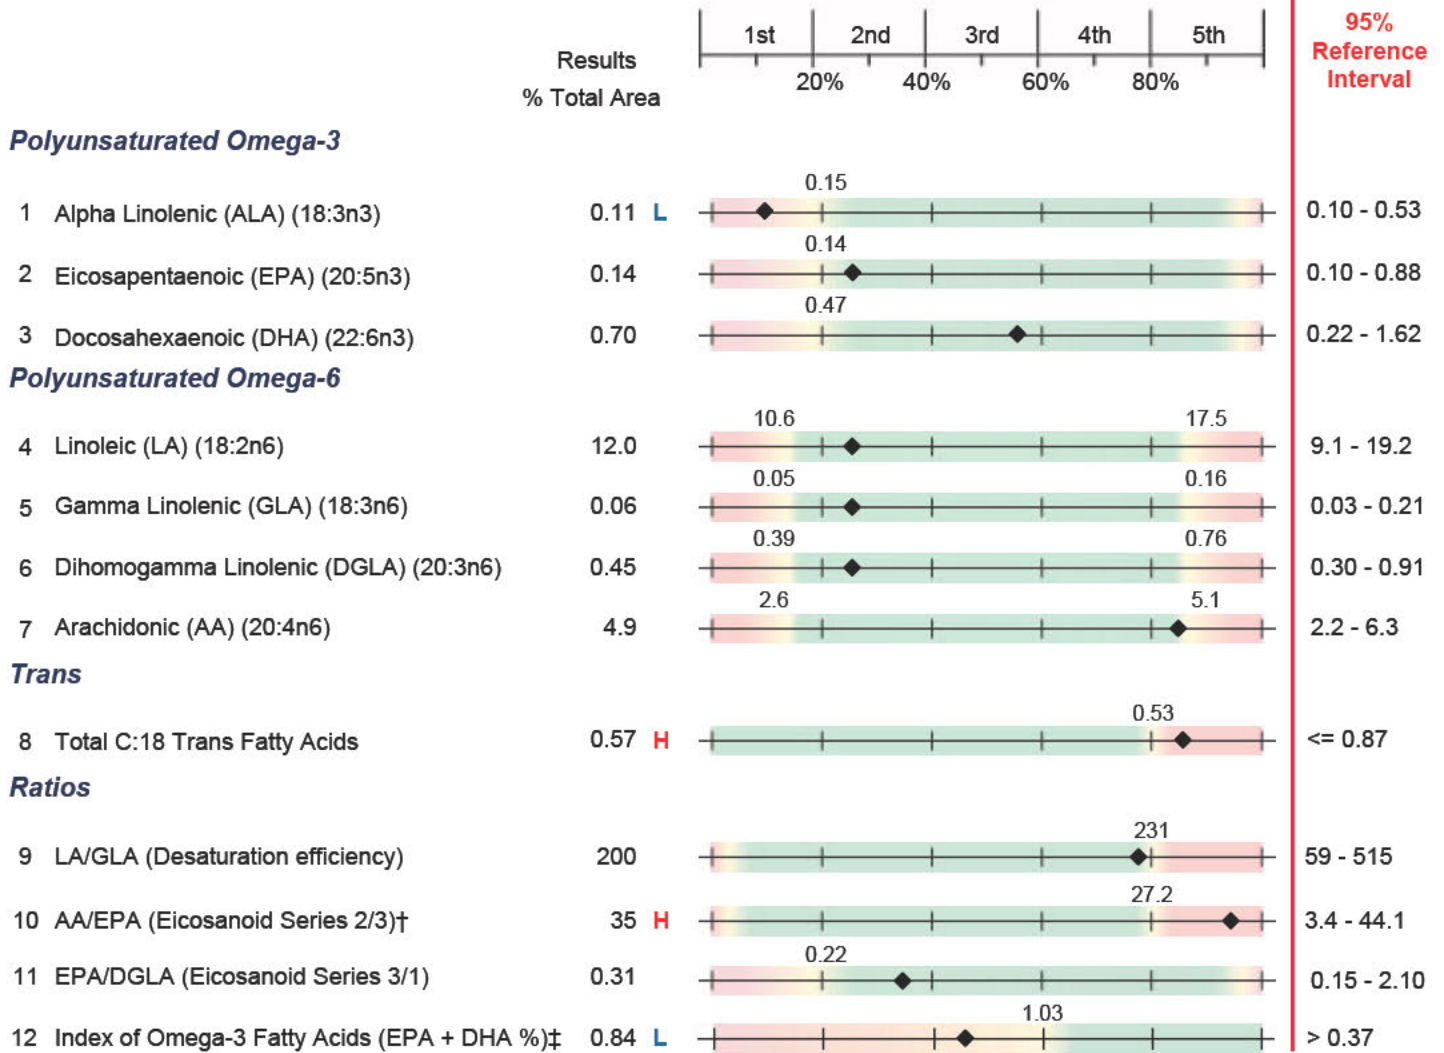 1st 2nd 3rd 4th 5th
20% 40% 60% 80%
95%
Reference
Interval
Results
% Total Area
Polyunsaturated Omega-3
0.15
1 Alpha Linolenic (ALA) (18:3n3) 0.11 L 0.10 - 0.53
0.14
2 Eicosapentaenoic (EPA) (20:5n3) 0.14 0.10 - 0.88
0.47
3 Docosahexaenoic (DHA) (22:6n3) 0.70 0.22 - 1.62
Polyunsaturated Omega-6
10.6 17.5
4 Linoleic (LA) (18:2n6) 12.0 9.1 - 19.2
0.05 0.16
5 Gamma Linolenic (GLA) (18:3n6) 0.06 0.03 - 0.21
0.39 0.76
6 Dihomogamma Linolenic (DGLA) (20:3n6) 0.45 0.30 - 0.91
2.6 5.1
7 Arachidonic (AA) (20:4n6) 4.9 2.2 - 6.3
Trans
0.53
8 Total C:18 Trans Fatty Acids 0.57 H <= 0.87
Ratios
231
9 LA/GLA (Desaturation efficiency) 200 59 - 515
27.2
10 AA/EPA (Eicosanoid Series 2/3)† 35 H 3.4 - 44.1
0.22
11 EPA/DGLA (Eicosanoid Series 3/1) 0.31 0.15 - 2.10
1.03
12 Index of Omega-3 Fatty Acids (EPA + DHA %)‡ 0.84 L > 0.37